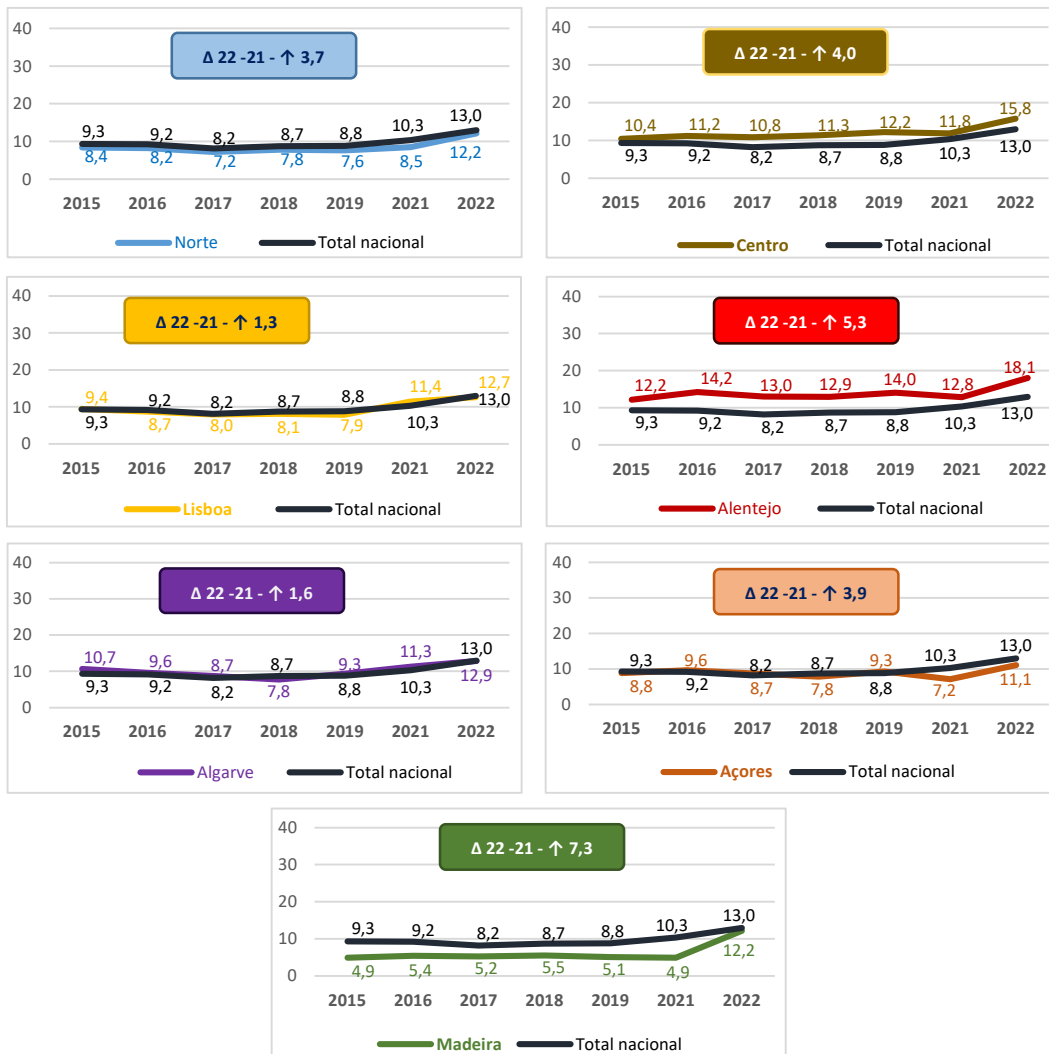 40
30
20
10
0
Δ 22 -21 - ↑ 3,7
9,3 9,2 8,2 8,7 8,8 10,3 13,0
8,4 8,2 7,2 7,8 7,6 8,5 12,2
2015 2016 2017 2018 2019 2021 2022
Norte Total nacional
40
30
20
10
0
Δ 22 -21 - ↑ 4,0
10,4 11,2 10,8 11,3 12,2 11,8 15,8
9,3 9,2 8,2 8,7 8,8 10,3 13,0
2015 2016 2017 2018 2019 2021 2022
Centro Total nacional
40
30
20
10
0
Δ 22 -21 - ↑ 1,3
9,4 9,2 8,2 8,7 8,8 11,4 12,7
9,3 8,7 8,0 8,1 7,9 10,3 13,0
2015 2016 2017 2018 2019 2021 2022
Lisboa Total nacional
40
30
20
10
0
Δ 22 -21 - ↑ 5,3
12,2 14,2 13,0 12,9 14,0 12,8 18,1
9,3 9,2 8,2 8,7 8,8 10,3 13,0
2015 2016 2017 2018 2019 2021 2022
Alentejo Total nacional
40
30
20
10
0
Δ 22 -21 - ↑ 1,6
10,7 9,6 8,7 8,7 9,3 11,3 13,0
9,3 9,2 8,2 7,8 8,8 10,3 12,9
2015 2016 2017 2018 2019 2021 2022
Algarve Total nacional
40
30
20
10
0
Δ 22 -21 - ↑ 3,9
9,3 9,6 8,2 8,7 9,3 10,3 13,0
8,8 9,2 8,7 7,8 8,8 7,2 11,1
2015 2016 2017 2018 2019 2021 2022
Açores Total nacional
40
30
20
10
0
Δ 22 -21 - ↑ 7,3
9,3 9,2 8,2 8,7 8,8 10,3 13,0
4,9 5,4 5,2 5,5 5,1 4,9 12,2
2015 2016 2017 2018 2019 2021 2022
Madeira Total nacional